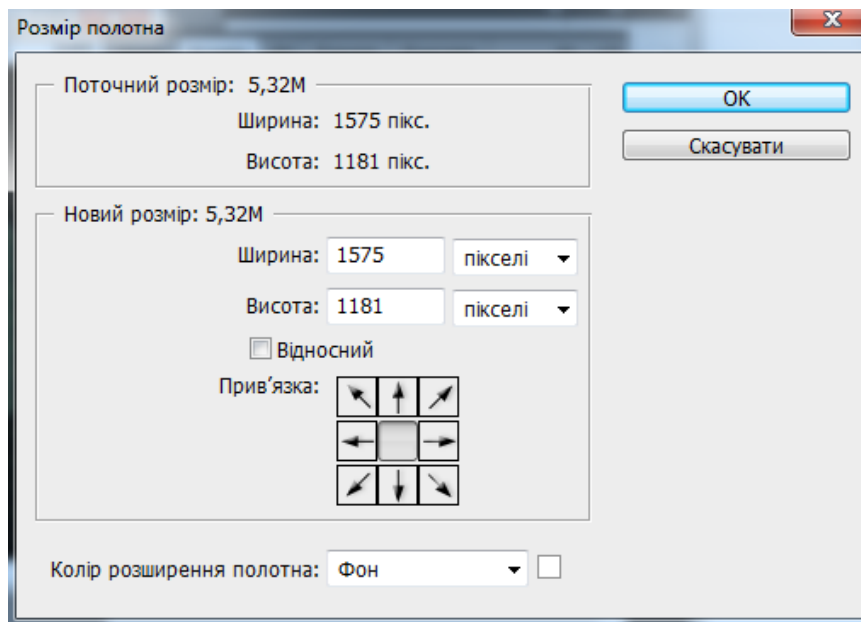 Розмір полотна
Поточний розмір: 5,32M
Ширина: 1575 пікс.
Висота: 1181 пікс.
OK
Скасувати
Новий розмір: 5,32M
Ширина: 1575 пікселі
Висота: 1181 пікселі
Відносний
Прив’язка:
Колір розширення полотна: Фон